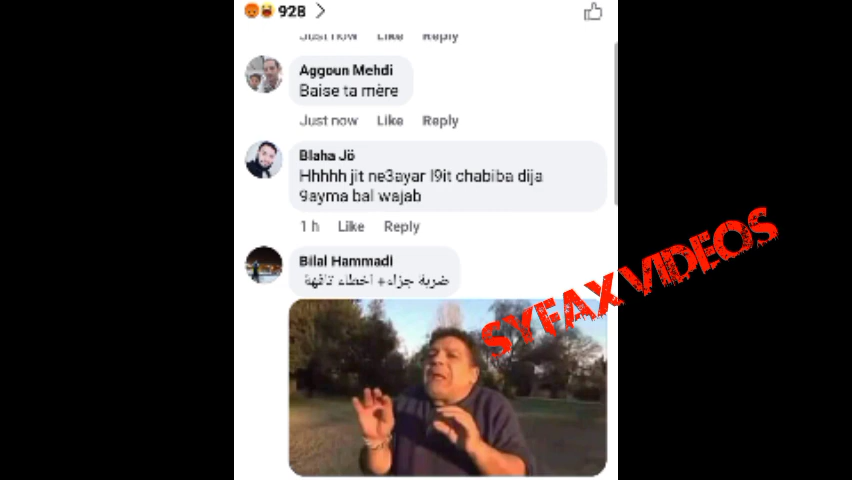 928
Just now Like Reply
Aggoun Mehdi
Baise ta mère
Just now Like Reply
Blaha Jö
Hhhhh jit ne3ayar l9it chabiba dija
9ayma bal wajab
1 h Like Reply
Bilal Hammadi
ضربة جزاء+ أخطاء تافهة
SYFAX VIDEOS